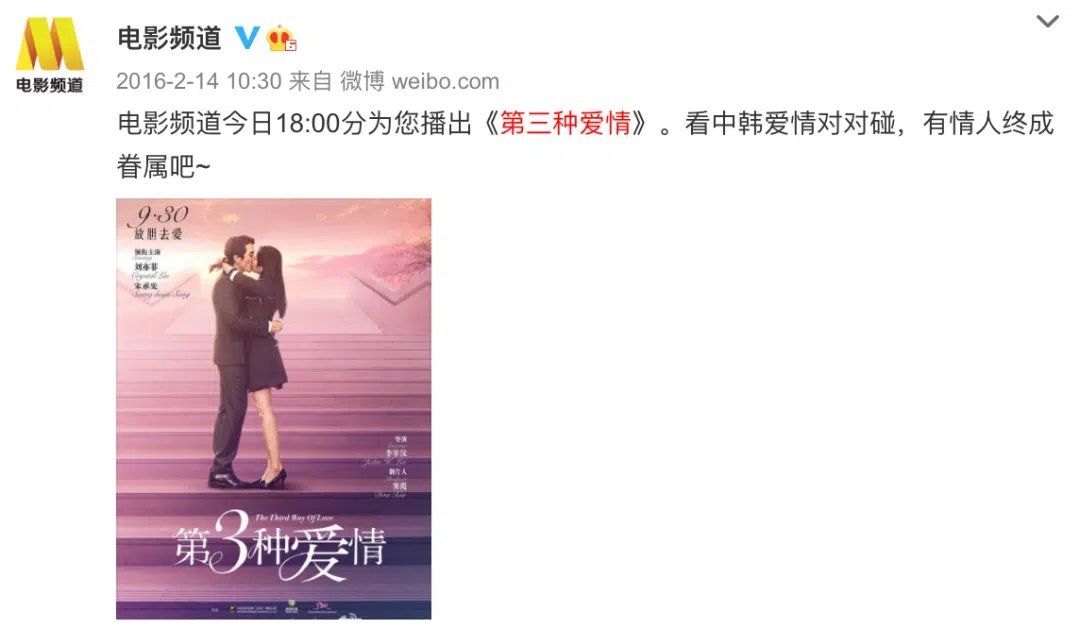 电影频道
电影频道
2016-2-14 10:30 来自 微博 weibo.com
电影频道今日18:00分为您播出《第三种爱情》。看中韩爱情对对碰，有情人终成
眷属吧~
9·30
放胆去爱
领衔主演
刘亦菲
Crystal Liu
宋承宪
Seung-heon Song
导演
李宰汉
John H. Lee
制片人
The Third Way Of Love
第3种爱情